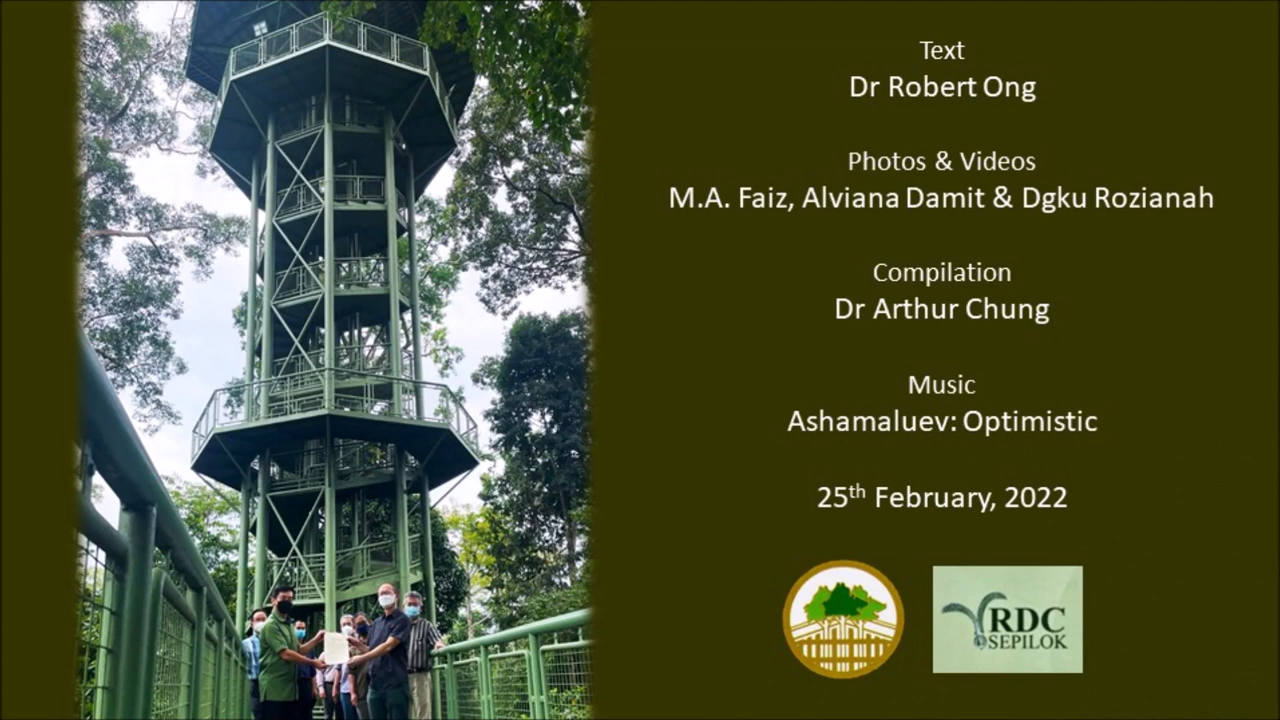 Text
Dr Robert Ong
Photos & Videos
M.A. Faiz, Alviana Damit & Dgku Rozianah
Compilation
Dr Arthur Chung
Music
Ashamaluev: Optimistic
25th February, 2022
RDC
SEPILOK